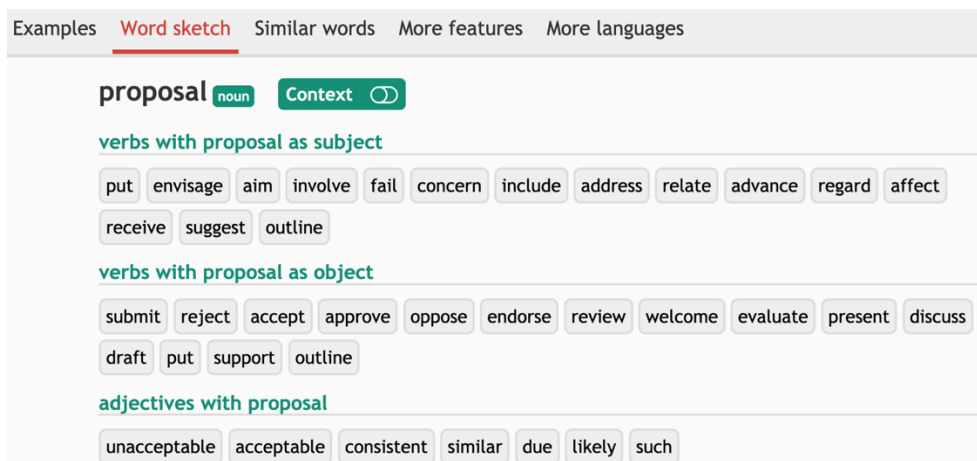 Examples Word sketch Similar words More features More languages
proposal noun Context
verbs with proposal as subject
put envisage aim involve fail concern include address relate advance regard affect
receive suggest outline
verbs with proposal as object
submit reject accept approve oppose endorse review welcome evaluate present discuss
draft put support outline
adjectives with proposal
unacceptable acceptable consistent similar due likely such